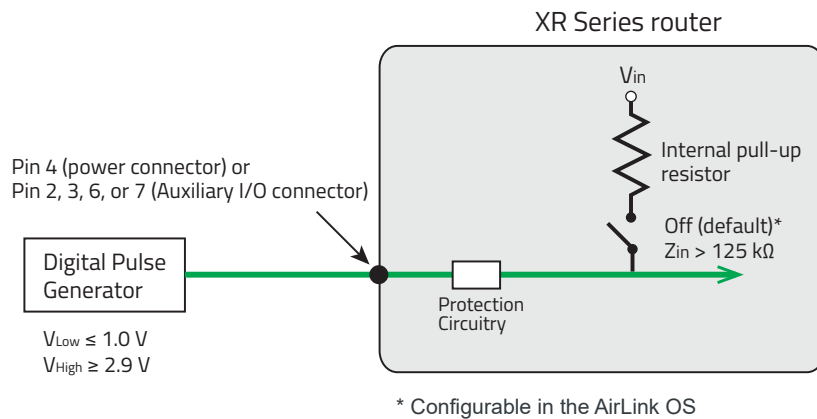 XR Series router
Vin
Internal pull-up
resistor
Pin 4 (power connector) or
Pin 2, 3, 6, or 7 (Auxiliary I/O connector)
Off (default)*
Zin > 125 kΩ
Digital Pulse
Generator
Protection
Circuitry
VLow ≤ 1.0 V
VHigh ≥ 2.9 V
* Configurable in the AirLink OS